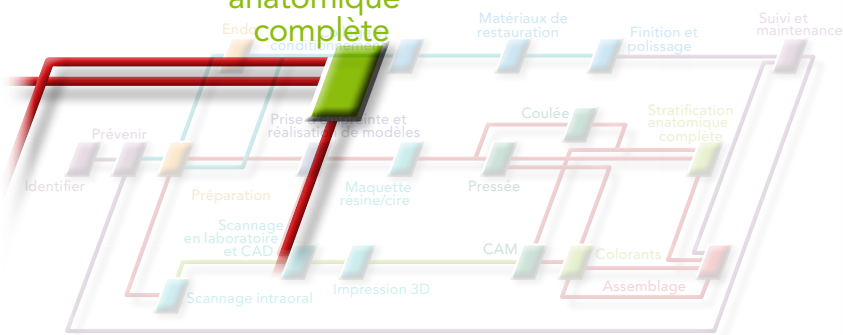 anatomique
complète
Matériaux de
restauration
Finition et
polissage
Suivi et
maintenance
conditionnement
Prévenir
Identifier
Préparation
Prise
et
réalisation de modèles
Maquette
résine/cire
Coulée
Pressée
Stratification
anatomique
complète
Scannage
en laboratoire
et CAD
Scannage intraoral
Impression 3D
CAM
Colorants
Assemblage